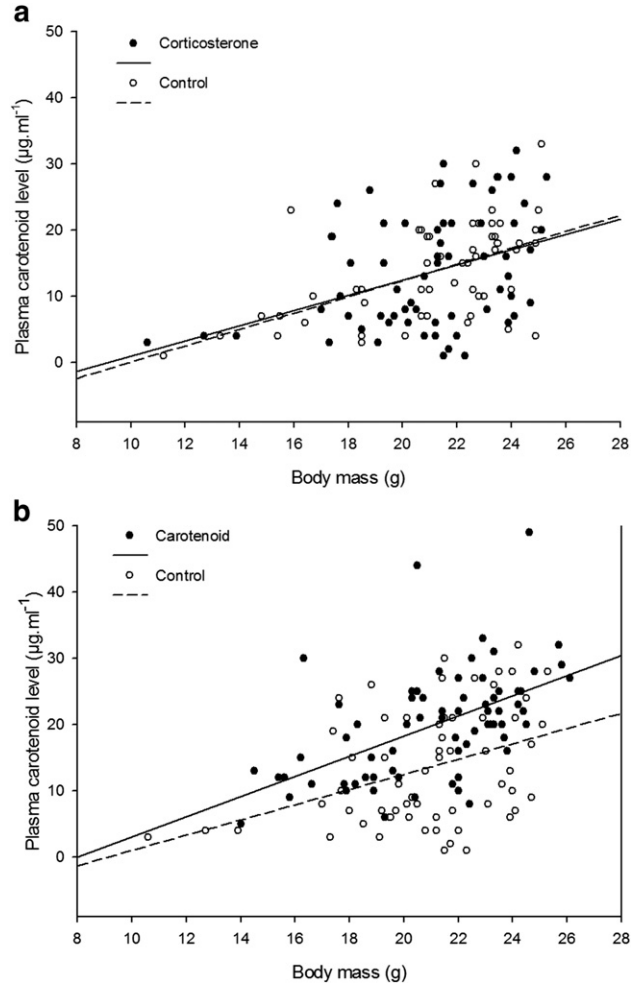 a
50
40
30
20
10
0
Plasma carotenoid level (µg.ml⁻¹)
Corticosterone
Control
8 10 12 14 16 18 20 22 24 26 28
Body mass (g)
b
50
40
30
20
10
0
Plasma carotenoid level (µg.ml⁻¹)
Carotenoid
Control
8 10 12 14 16 18 20 22 24 26 28
Body mass (g)